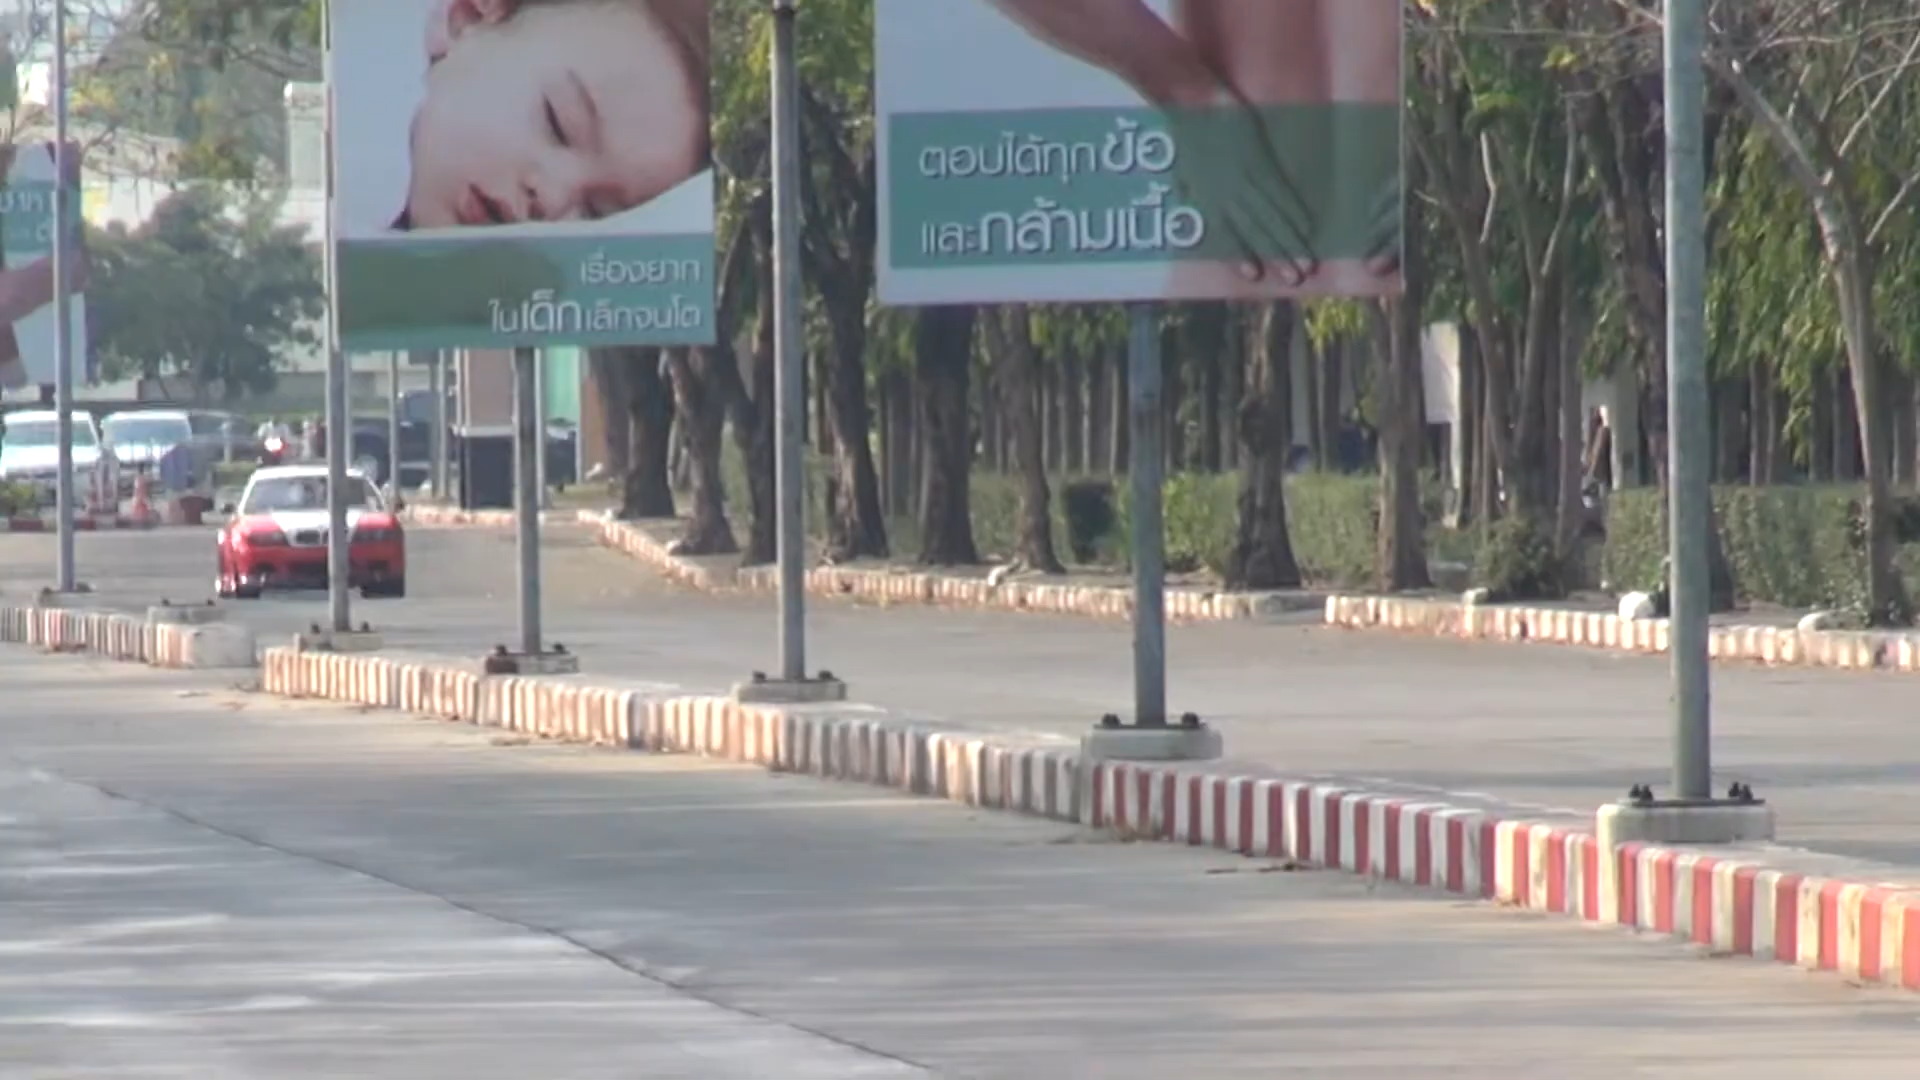 เรื่องยาก
ในเด็กเล็กจนโต
ตอบได้ทุกข้อ
และกล้ามเนื้อ